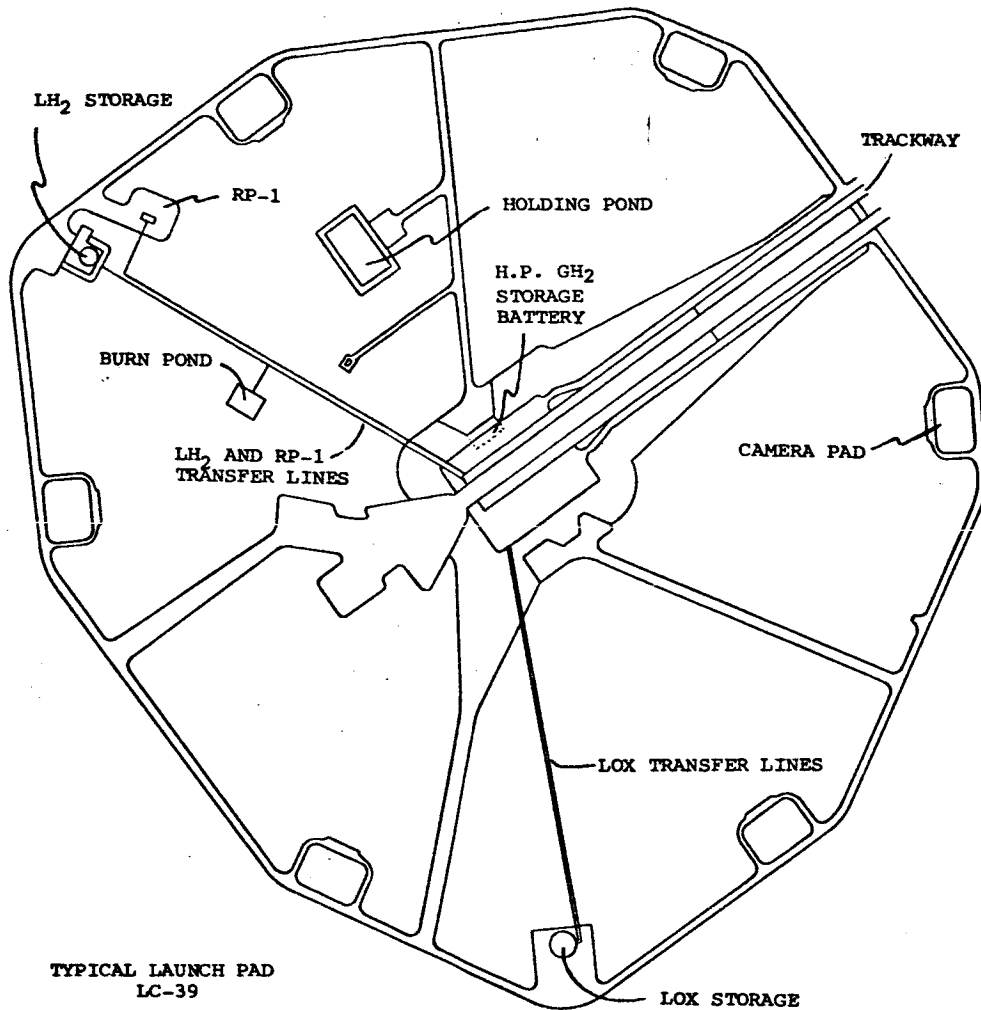 LH2 STORAGE
RP-1
TRACKWAY
HOLDING POND
H.P. GH2
STORAGE
BATTERY
BURN POND
LH2 AND RP-1
TRANSFER LINES
CAMERA PAD
LOX TRANSFER LINES
TYPICAL LAUNCH PAD
LC-39
LOX STORAGE